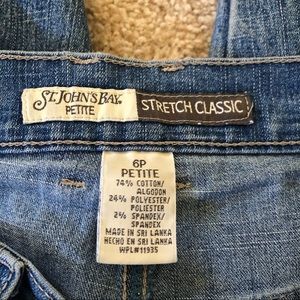 ST. JOHN'S BAY
PETITE
STRETCH CLASSIC
6P
PETITE
74% COTTON/
ALGODON
24% POLYESTER/
POLIESTER
2% SPANDEX/
SPANDEX
MADE IN SRI LANKA
HECHO EN SRI LANKA
WPL#11935